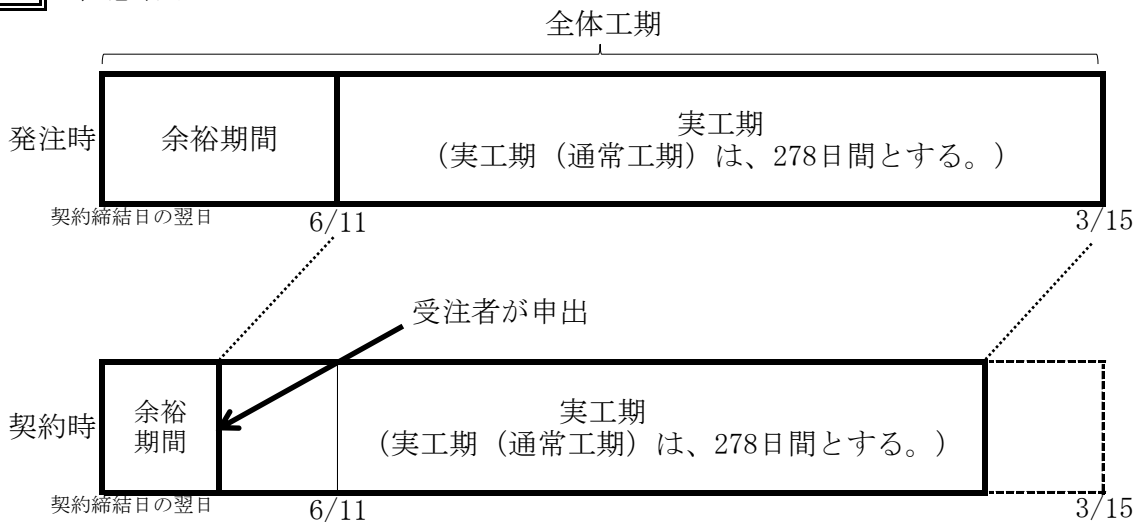 全体工期
発注時
余裕期間
実工期
（実工期（通常工期）は、278日間とする。）
契約締結日の翌日
6/11
3/15
受注者が申出
契約時
余裕
期間
実工期
（実工期（通常工期）は、278日間とする。）
契約締結日の翌日
6/11
3/15